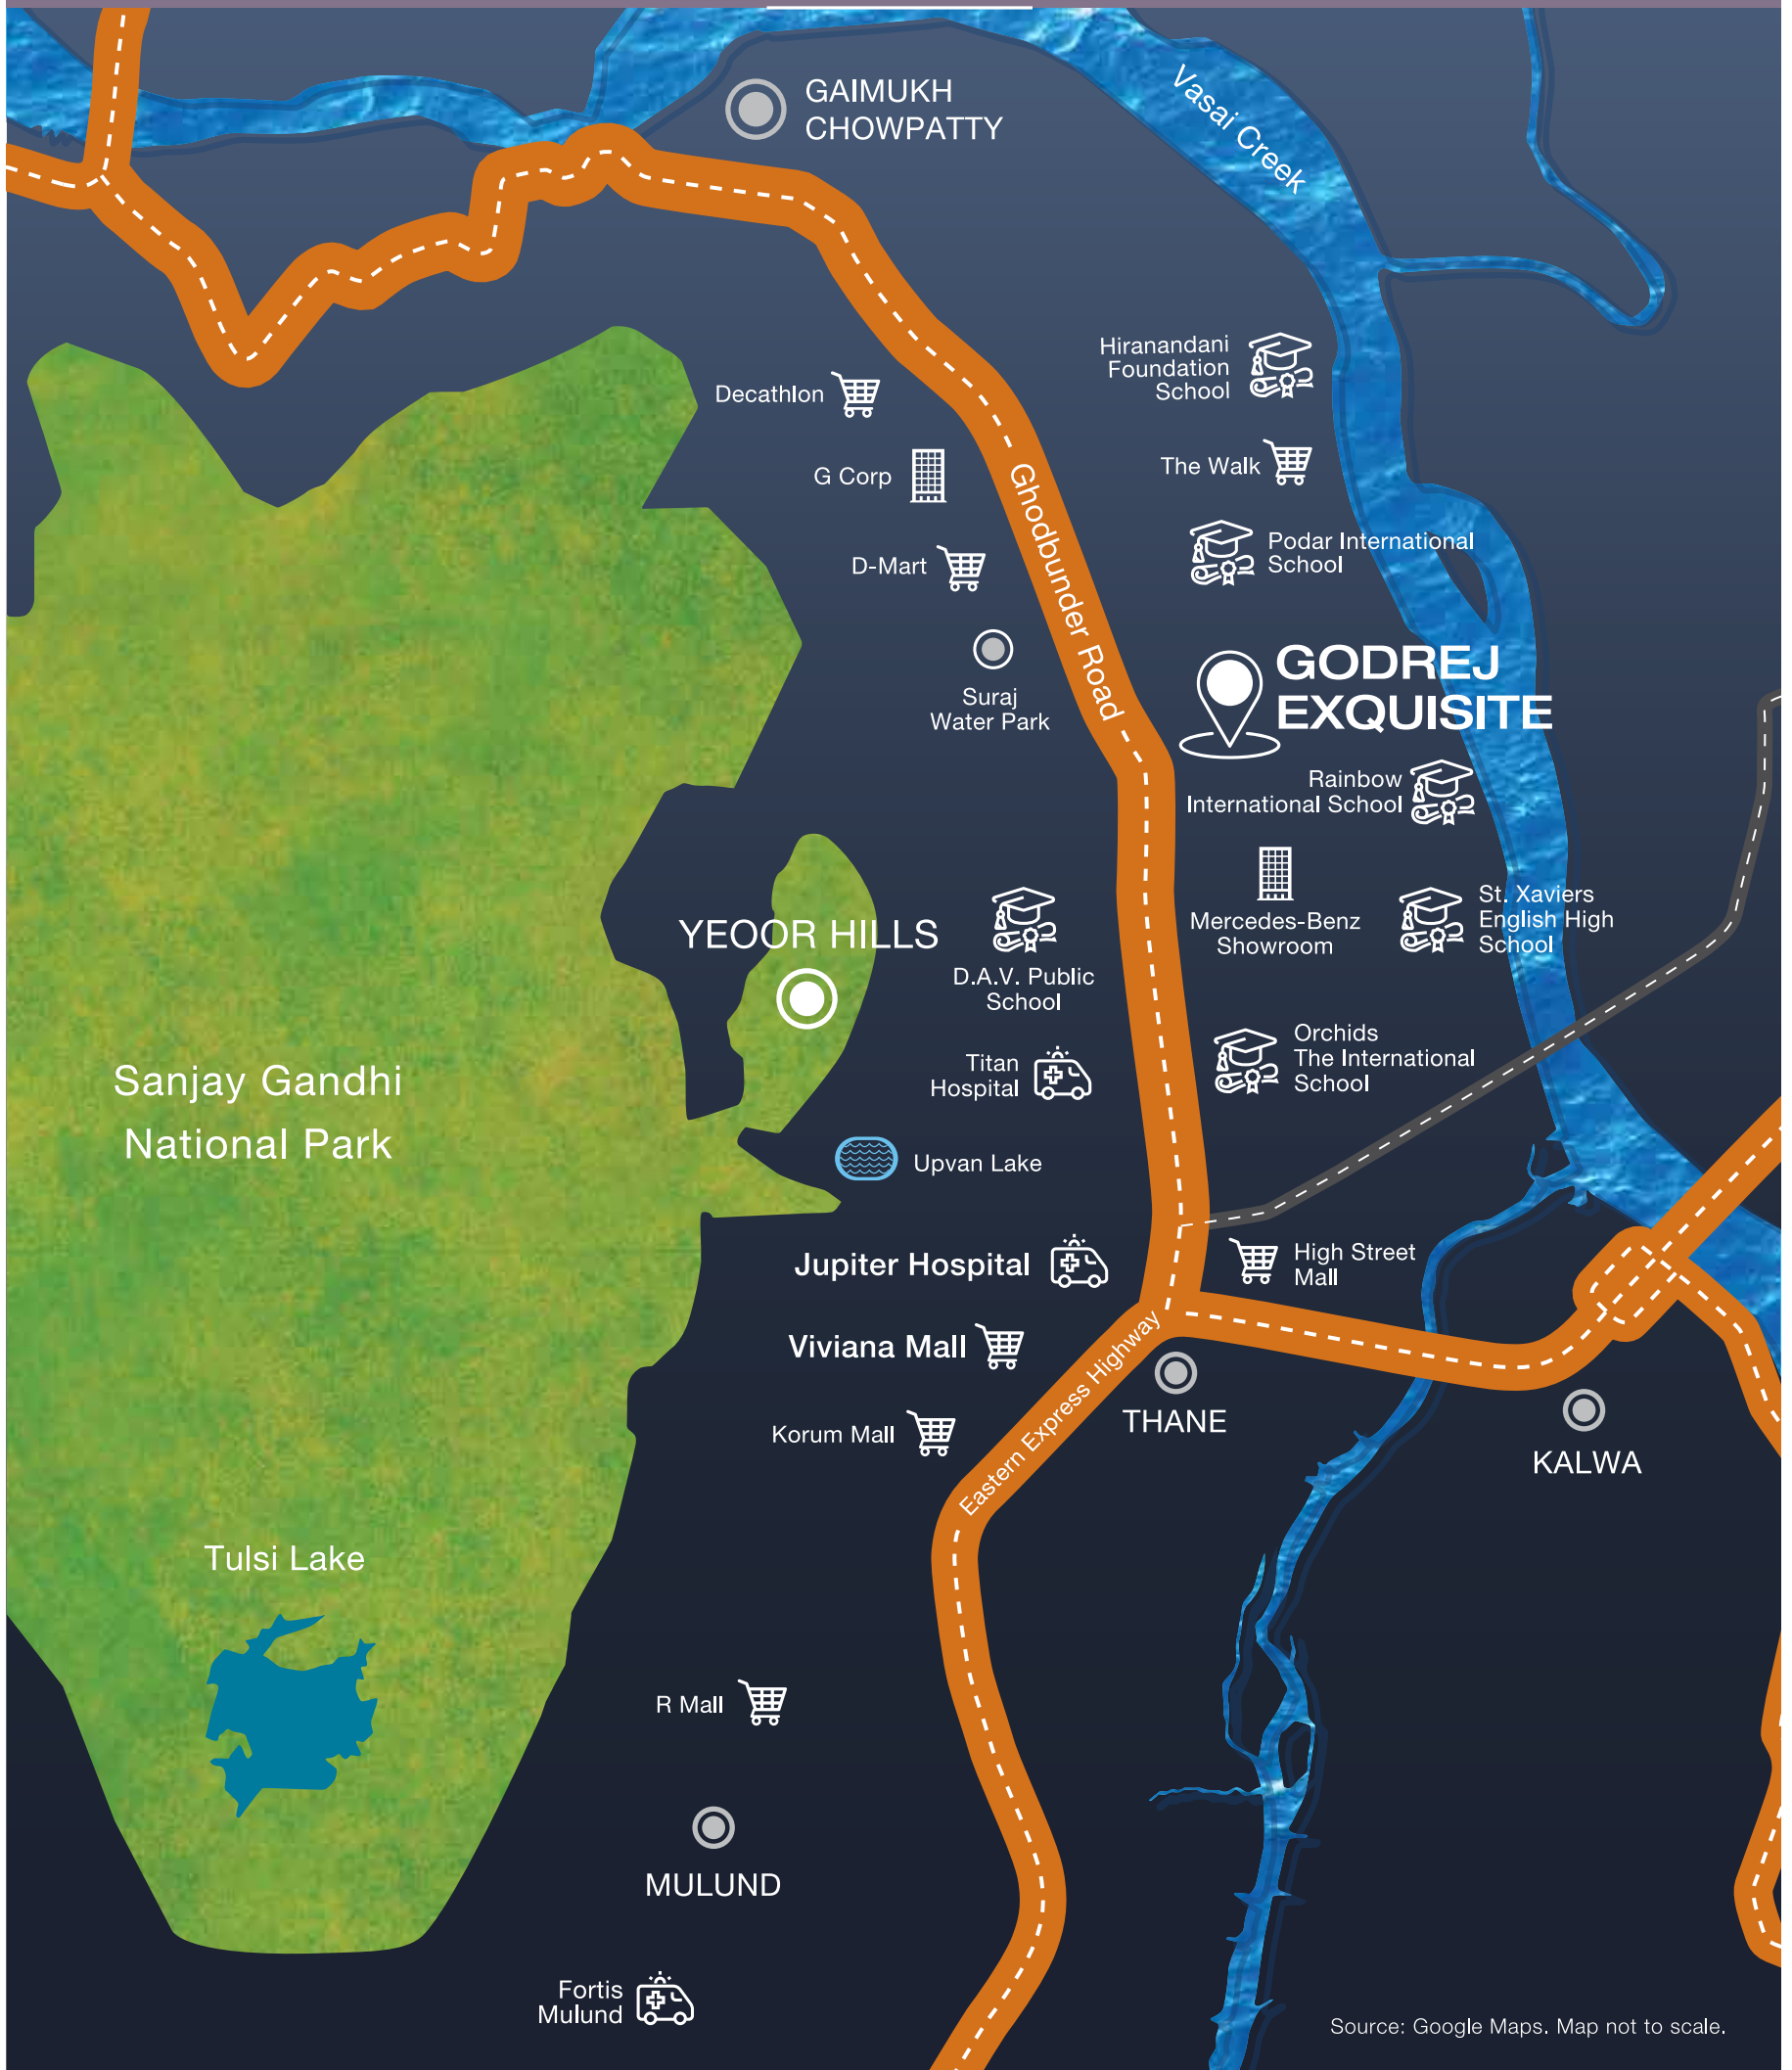 GAIMUKH
CHOWPATTY
Vasai Creek
Hiranandani
Foundation
School
Decathlon
The Walk
G Corp
Ghodbunder Road
Podar International
School
D-Mart
GODREJ
EXQUISITE
Suraj
Water Park
Rainbow
International School
St. Xaviers
English High
School
Mercedes-Benz
Showroom
YEOOR HILLS
D.A.V. Public
School
Orchids
The International
School
Titan
Hospital
Sanjay Gandhi
National Park
Upvan Lake
High Street
Mall
Jupiter Hospital
Viviana Mall
Eastern Express Highway
THANE
Korum Mall
KALWA
Tulsi Lake
R Mall
MULUND
Fortis
Mulund
Source: Google Maps. Map not to scale.